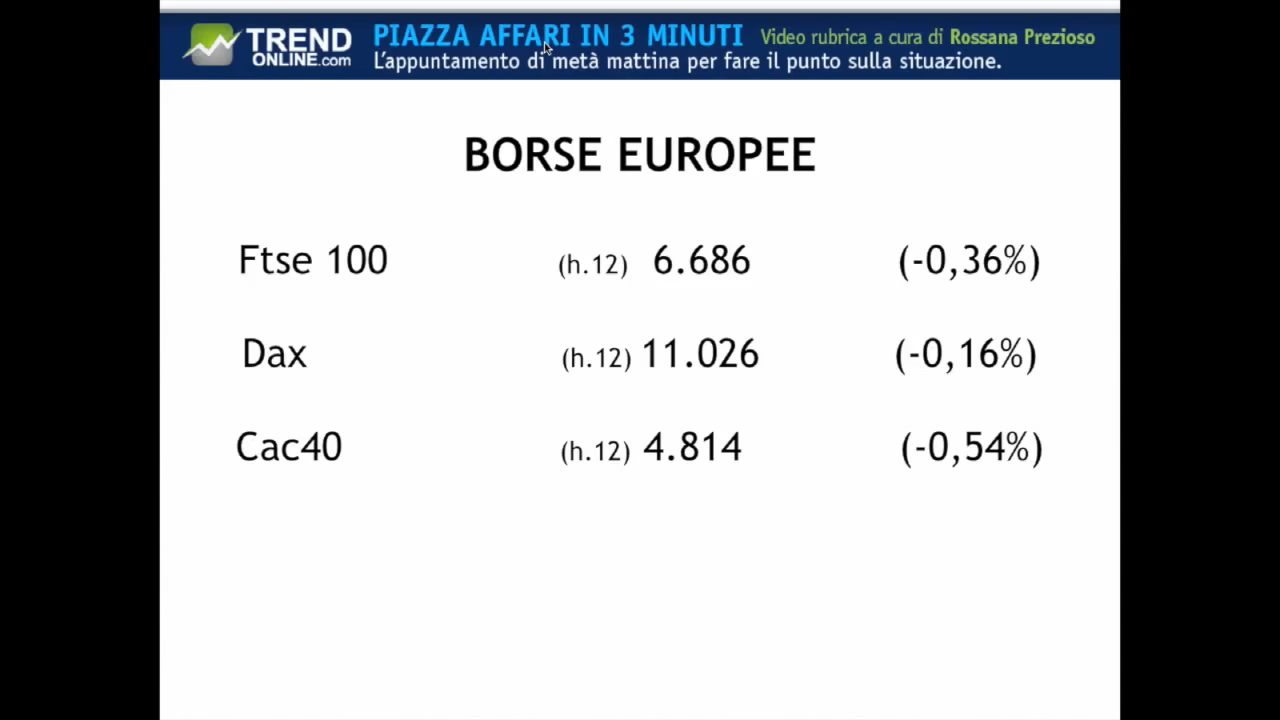 TREND
ONLINE.com
PIAZZA AFFARI IN 3 MINUTI Video rubrica a cura di Rossana Prezioso
L'appuntamento di metà mattina per fare il punto sulla situazione.
BORSE EUROPEE
Ftse 100 (h.12) 6.686 (-0,36%)
Dax (h.12) 11.026 (-0,16%)
Cac40 (h.12) 4.814 (-0,54%)